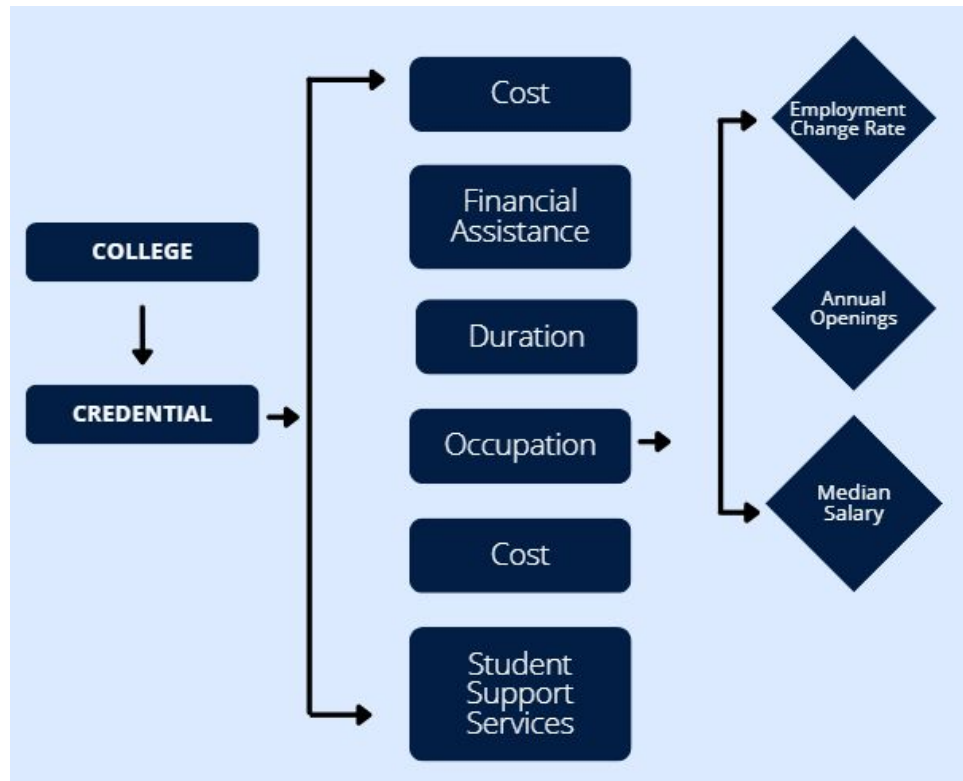 COLLEGE
CREDENTIAL
Cost
Financial
Assistance
Duration
Occupation
Cost
Student
Support
Services
Employment
Change Rate
Annual
Openings
Median
Salary